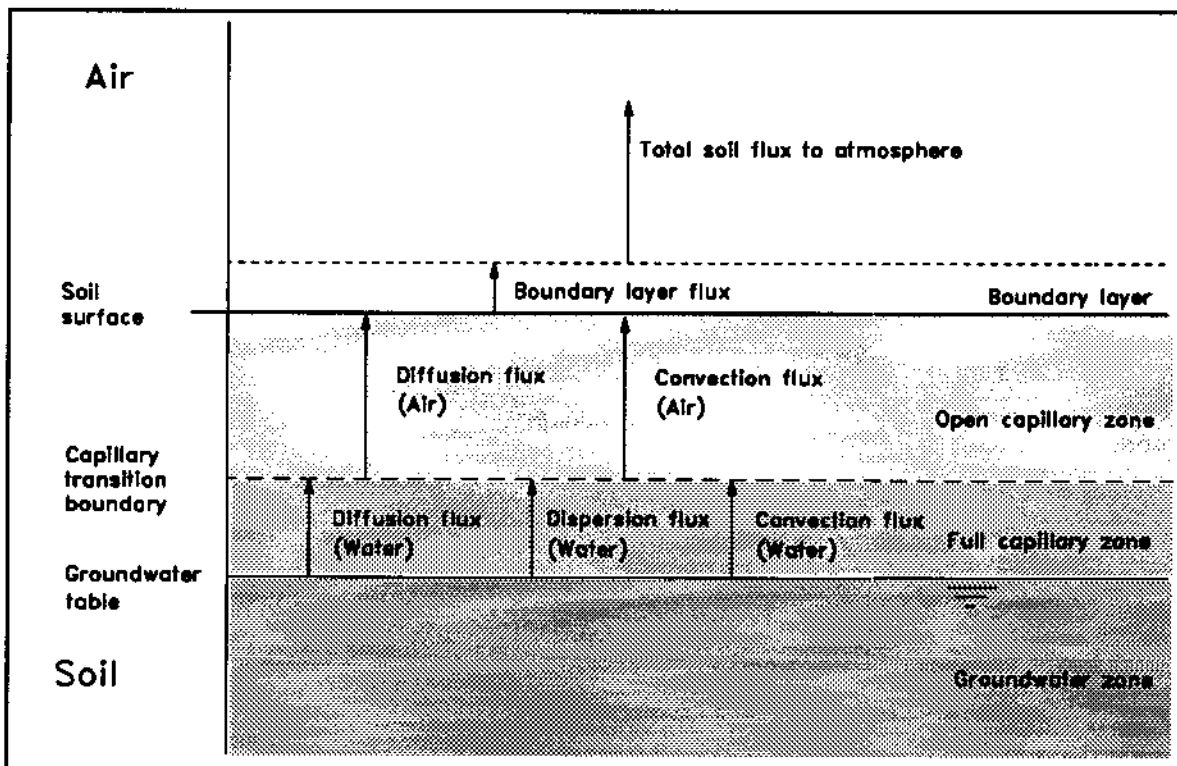 Air
Total soil flux to atmosphere
Soil
surface
Boundary layer flux
Boundary layer
Diffusion flux
(Air)
Convection flux
(Air)
Open capillary zone
Capillary
transition
boundary
Diffusion flux
(Water)
Dispersion flux
(Water)
Convection flux
(Water)
Full capillary zone
Groundwater
table
Soil
Groundwater zone